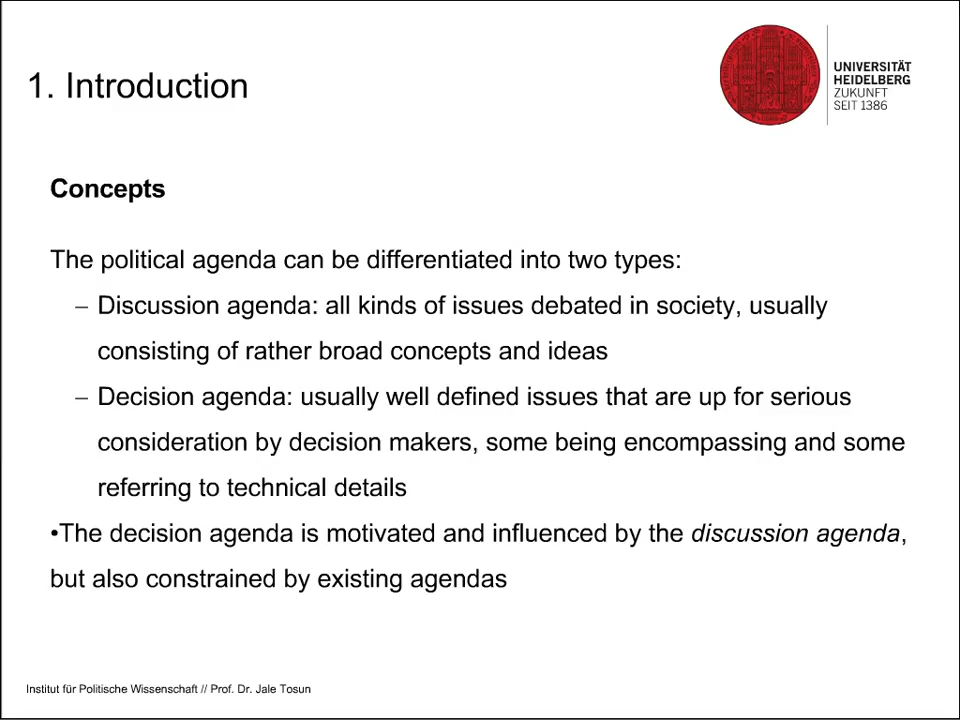 1. Introduction
UNIVERSITÄT
HEIDELBERG
ZUKUNFT
SEIT 1386
Concepts
The political agenda can be differentiated into two types:
– Discussion agenda: all kinds of issues debated in society, usually
consisting of rather broad concepts and ideas
– Decision agenda: usually well defined issues that are up for serious
consideration by decision makers, some being encompassing and some
referring to technical details
•The decision agenda is motivated and influenced by the discussion agenda,
but also constrained by existing agendas
Institut für Politische Wissenschaft // Prof. Dr. Jale Tosun